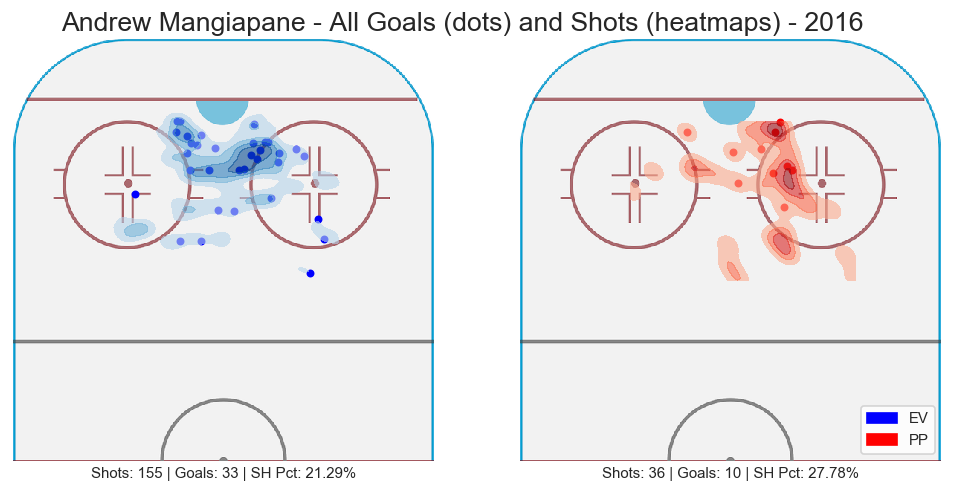 Andrew Mangiapane - All Goals (dots) and Shots (heatmaps) - 2016
EV
PP
Shots: 155 | Goals: 33 | SH Pct: 21.29%
Shots: 36 | Goals: 10 | SH Pct: 27.78%